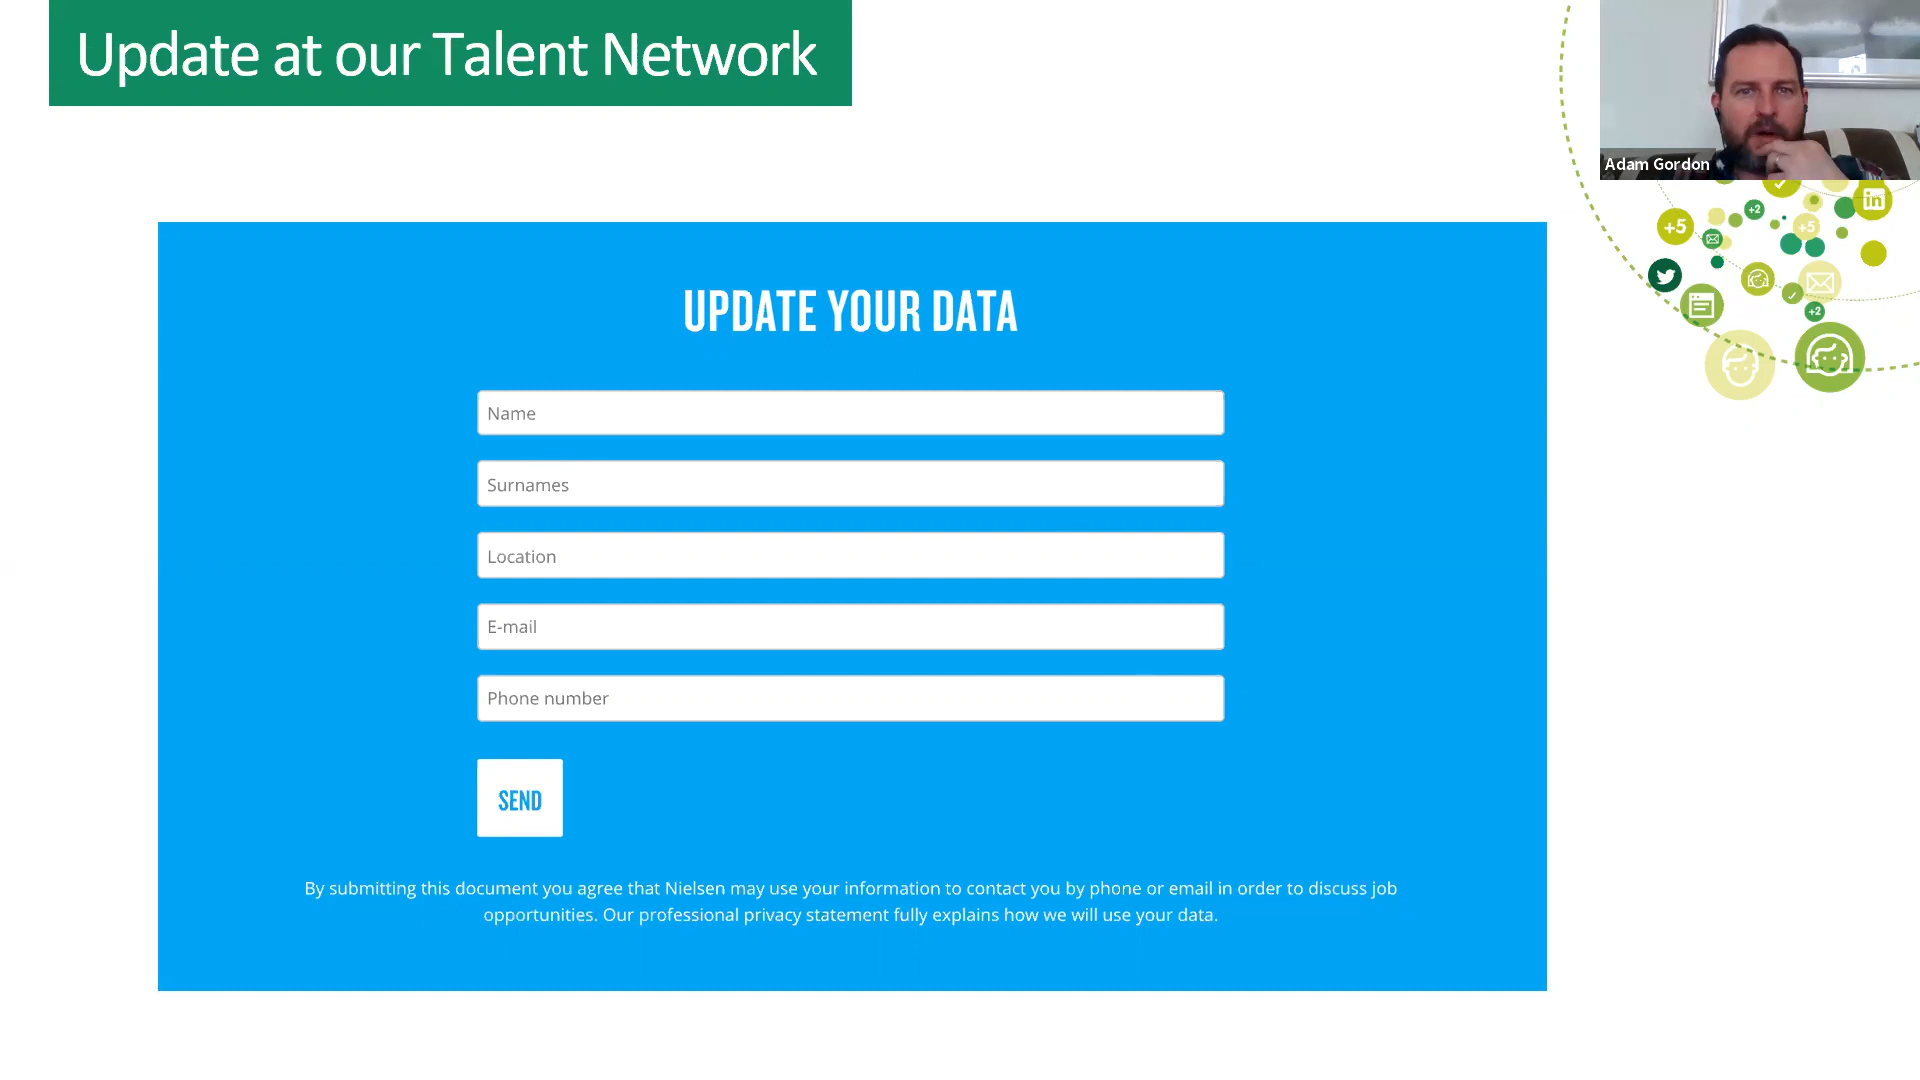 Update at our Talent Network
Adam Gordon
in
+2
+5
+5
+2
UPDATE YOUR DATA
Name
Surnames
Location
E-mail
Phone number
SEND
By submitting this document you agree that Nielsen may use your information to contact you by phone or email in order to discuss job
opportunities. Our professional privacy statement fully explains how we will use your data.